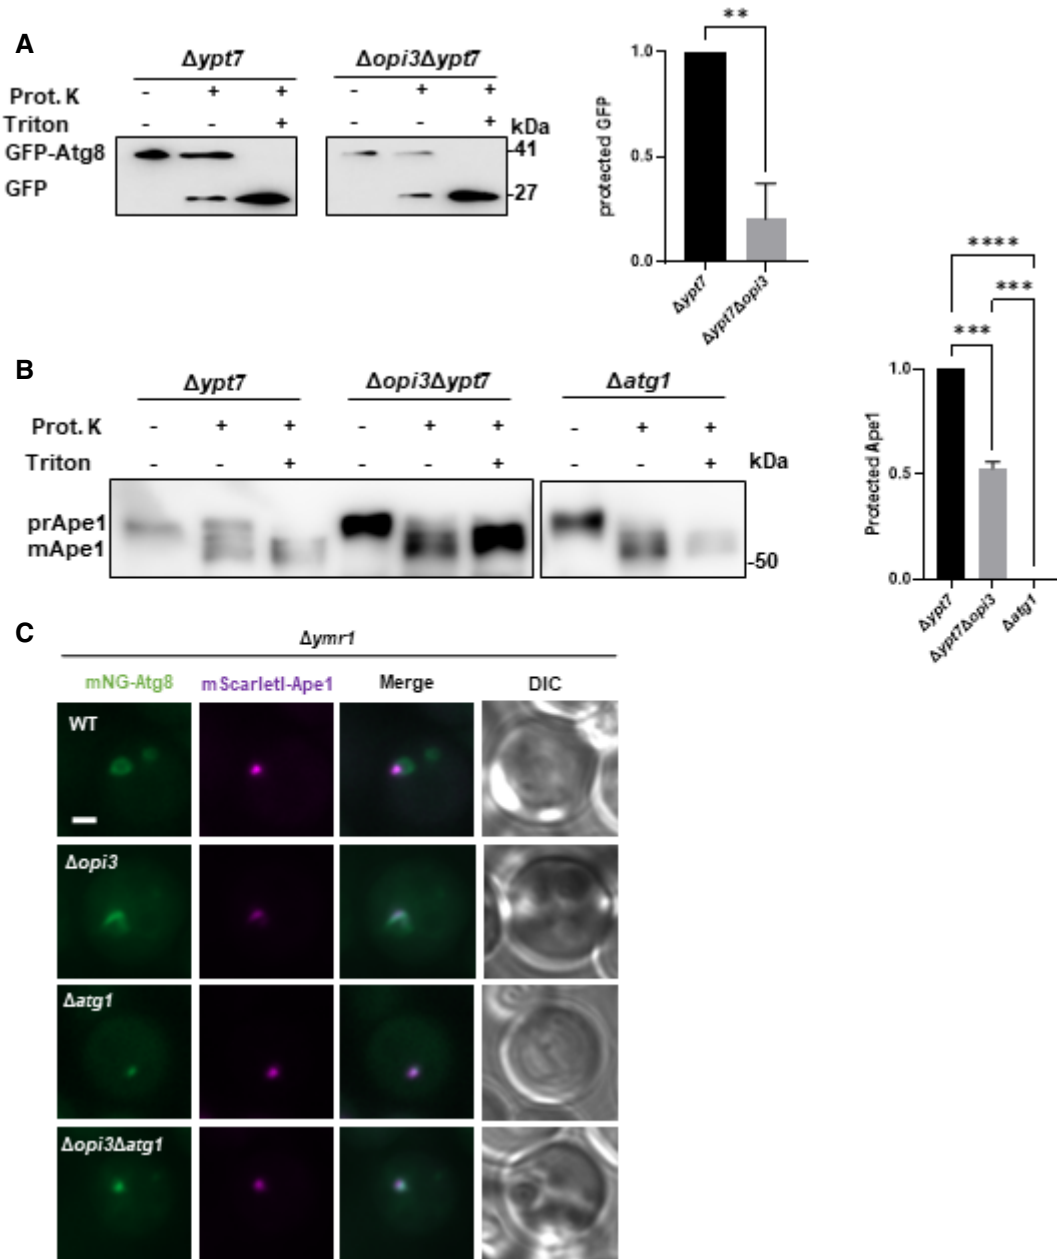 A
Δypt7
Δopi3Δypt7
Prot. K - + + - + +
Triton - - + - - + kDa
GFP-Atg8 -41
GFP -27
**
1.0
0.5
0.0
protected GFP
Δypt7
Δypt7Δopi3
B
Δypt7
Δopi3Δypt7
Δatg1
Prot. K - + + - + + - + +
Triton - - + - - + - - + kDa
prApe1
mApe1
-50
****
***
***
1.0
0.5
0.0
Protected Ape1
Δypt7
Δypt7Δopi3
Δatg1
C
Δymr1
mNG-Atg8 mScarletI-Ape1 Merge DIC
WT
Δopi3
Δatg1
Δopi3Δatg1